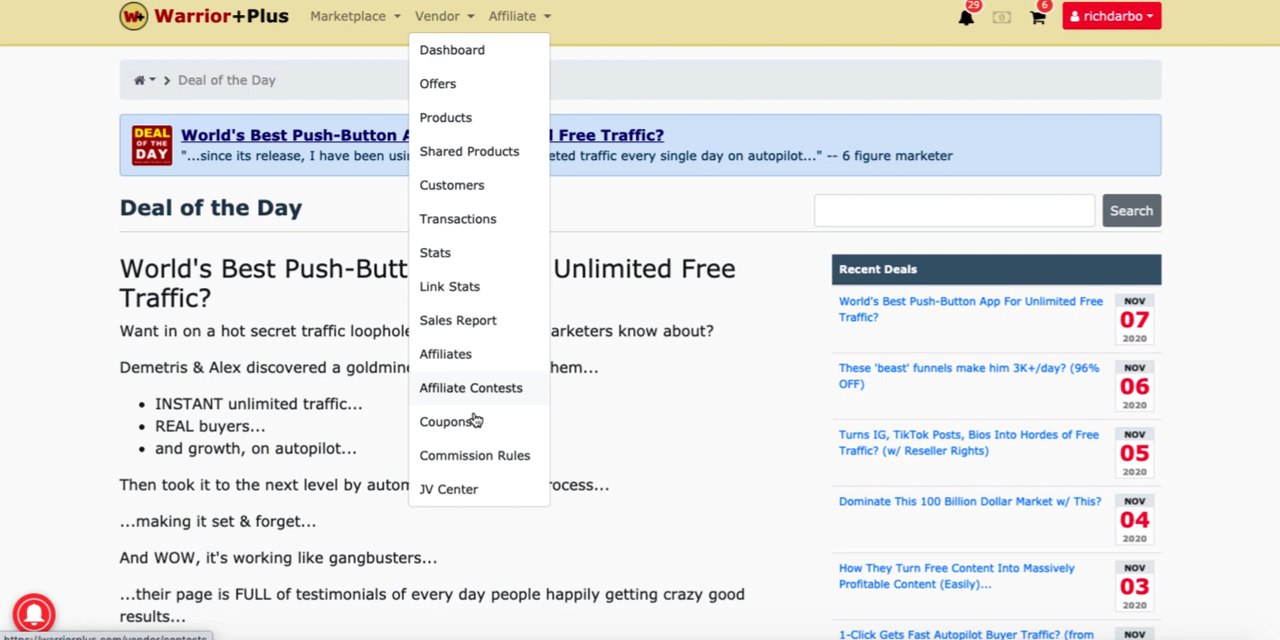 Warrior+Plus
Marketplace
Vendor
Affiliate
29
6
richdarbo
Dashboard
Offers
Products
Shared Products
Customers
Transactions
Stats
Link Stats
Sales Report
Affiliates
Affiliate Contests
Coupons
Commission Rules
JV Center
Deal of the Day
DEAL
OF THE
DAY
World's Best Push-Button A Free Traffic?
"...since its release, I have been usi eted traffic every single day on autopilot..." -- 6 figure marketer
Deal of the Day
Search
World's Best Push-Butt Unlimited Free
Traffic?
Want in on a hot secret traffic loophole arketers know about?
Demetris & Alex discovered a goldmin hem...
• INSTANT unlimited traffic...
• REAL buyers...
• and growth, on autopilot...
Then took it to the next level by autom rocess...
...making it set & forget...
And WOW, it's working like gangbusters...
...their page is FULL of testimonials of every day people happily getting crazy good
results...
Recent Deals
World's Best Push-Button App For Unlimited Free
Traffic?
NOV
07
2020
These 'beast' funnels make him 3K+/day? (96%
OFF)
NOV
06
2020
Turns IG, TikTok Posts, Bios Into Hordes of Free
Traffic? (w/ Reseller Rights)
NOV
05
2020
Dominate This 100 Billion Dollar Market w/ This?
NOV
04
2020
How They Turn Free Content Into Massively
Profitable Content (Easily)...
NOV
03
2020
1-Click Gets Fast Autopilot Buyer Traffic? (from
NOV
https://warriorplus.com/vendor/contests